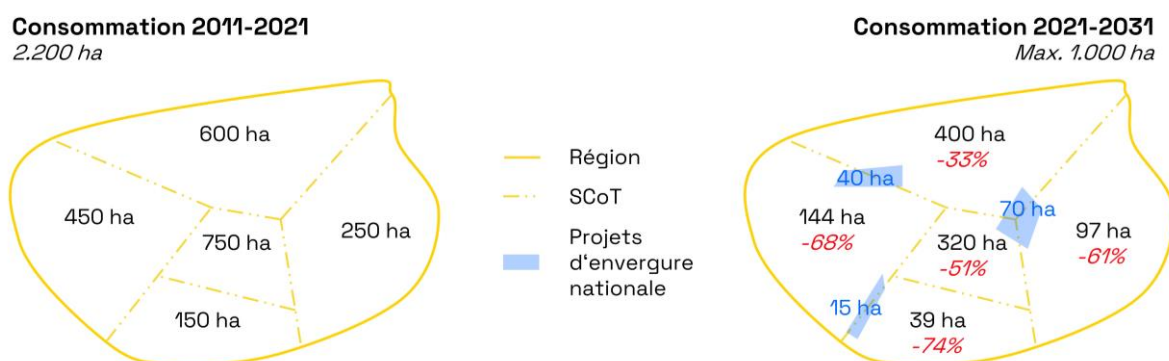 Consommation 2011-2021
2.200 ha
600 ha
450 ha
750 ha
250 ha
150 ha
Région
SCoT
Projets
d'envergure
nationale
Consommation 2021-2031
Max. 1.000 ha
400 ha
-33%
40 ha
70 ha
144 ha
-68%
320 ha
-51%
97 ha
-61%
15 ha
39 ha
-74%